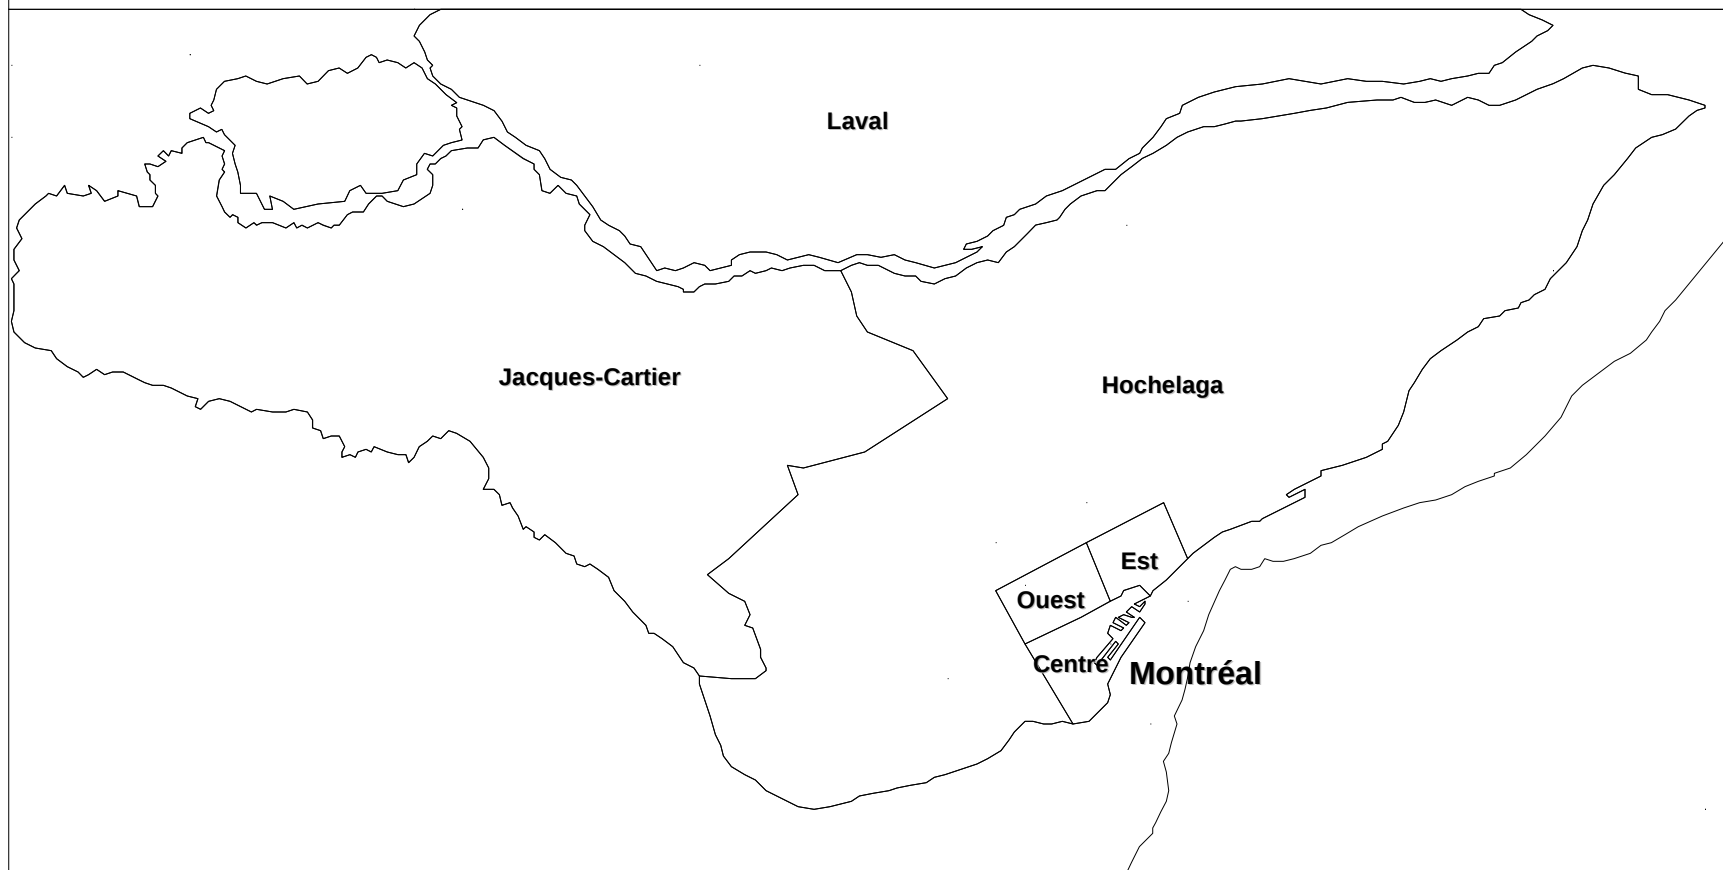 Laval
Jacques-Cartier
Hochelaga
Est
Ouest
Centre
Montréal